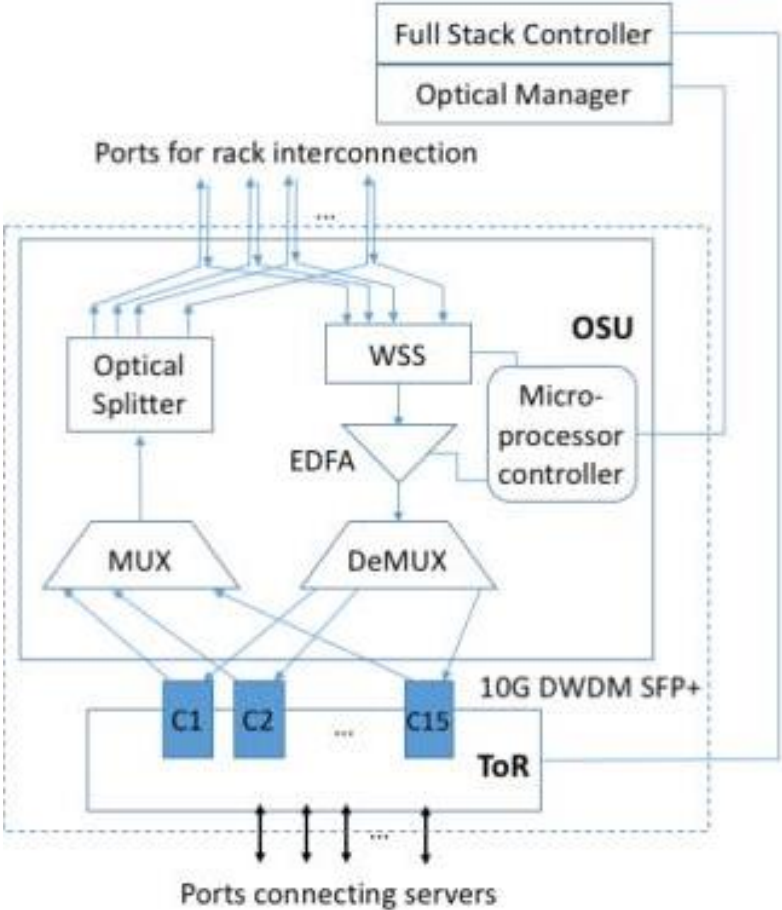 Full Stack Controller
Optical Manager
Ports for rack interconnection
...
OSU
Optical
Splitter
WSS
Micro-
processor
controller
EDFA
MUX
DeMUX
10G DWDM SFP+
C1
C2
...
C15
ToR
...
Ports connecting servers